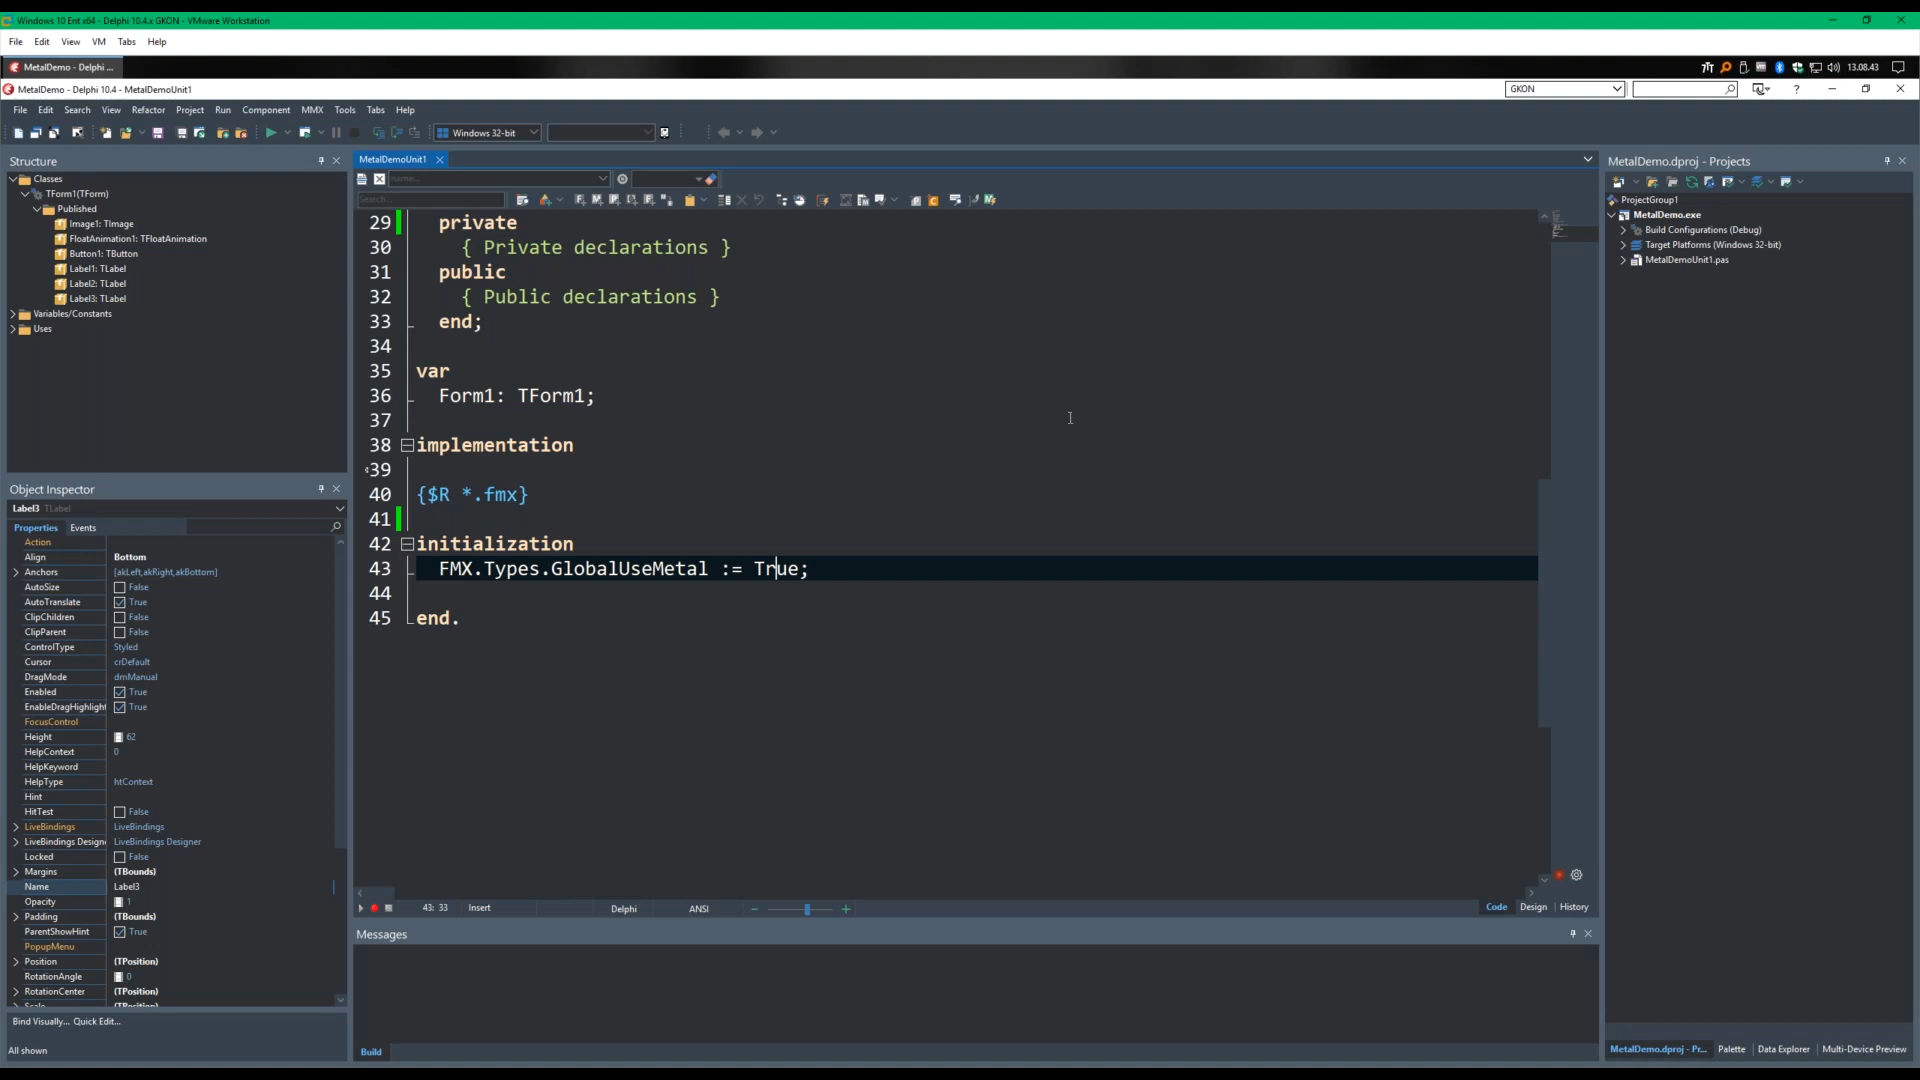 Windows 10 Ent x64 - Delphi 10.4.x GKON - VMware Workstation
File Edit View VM Tabs Help
MetalDemo - Delphi ...
13.08.43
MetalDemo - Delphi 10.4 - MetalDemoUnit1
GKON
File Edit Search View Refactor Project Run Component MMX Tools Tabs Help
Windows 32-bit
Structure
Classes
TForm1(TForm)
Published
Image1: TImage
FloatAnimation1: TFloatAnimation
Button1: TButton
Label1: TLabel
Label2: TLabel
Label3: TLabel
Variables/Constants
Uses
Object Inspector
Label3 TLabel
Properties Events
Action
Align Bottom
Anchors [akLeft,akRight,akBottom]
AutoSize False
AutoTranslate True
ClipChildren False
ClipParent False
ControlType Styled
Cursor crDefault
DragMode dmManual
Enabled True
EnableDragHighlight True
FocusControl
Height 62
HelpContext 0
HelpKeyword
HelpType htContext
Hint
HitTest False
LiveBindings LiveBindings
LiveBindings Designe LiveBindings Designer
Locked False
Margins (TBounds)
Name Label3
Opacity 1
Padding (TBounds)
ParentShowHint True
PopupMenu
Position (TPosition)
RotationAngle 0
RotationCenter (TPosition)
Scale (TPosition)
Bind Visually... Quick Edit...
All shown
MetalDemoUnit1
name...
Search...
29 private
30 { Private declarations }
31 public
32 { Public declarations }
33 end;
34
35 var
36 Form1: TForm1;
37
38 implementation
39
40 {$R *.fmx}
41
42 initialization
43 FMX.Types.GlobalUseMetal := True;
44
45 end.
43: 33 Insert Delphi ANSI
Code Design History
Messages
Build
MetalDemo.dproj - Projects
ProjectGroup1
MetalDemo.exe
Build Configurations (Debug)
Target Platforms (Windows 32-bit)
MetalDemoUnit1.pas
MetalDemo.dproj - Pr... Palette Data Explorer Multi-Device Preview